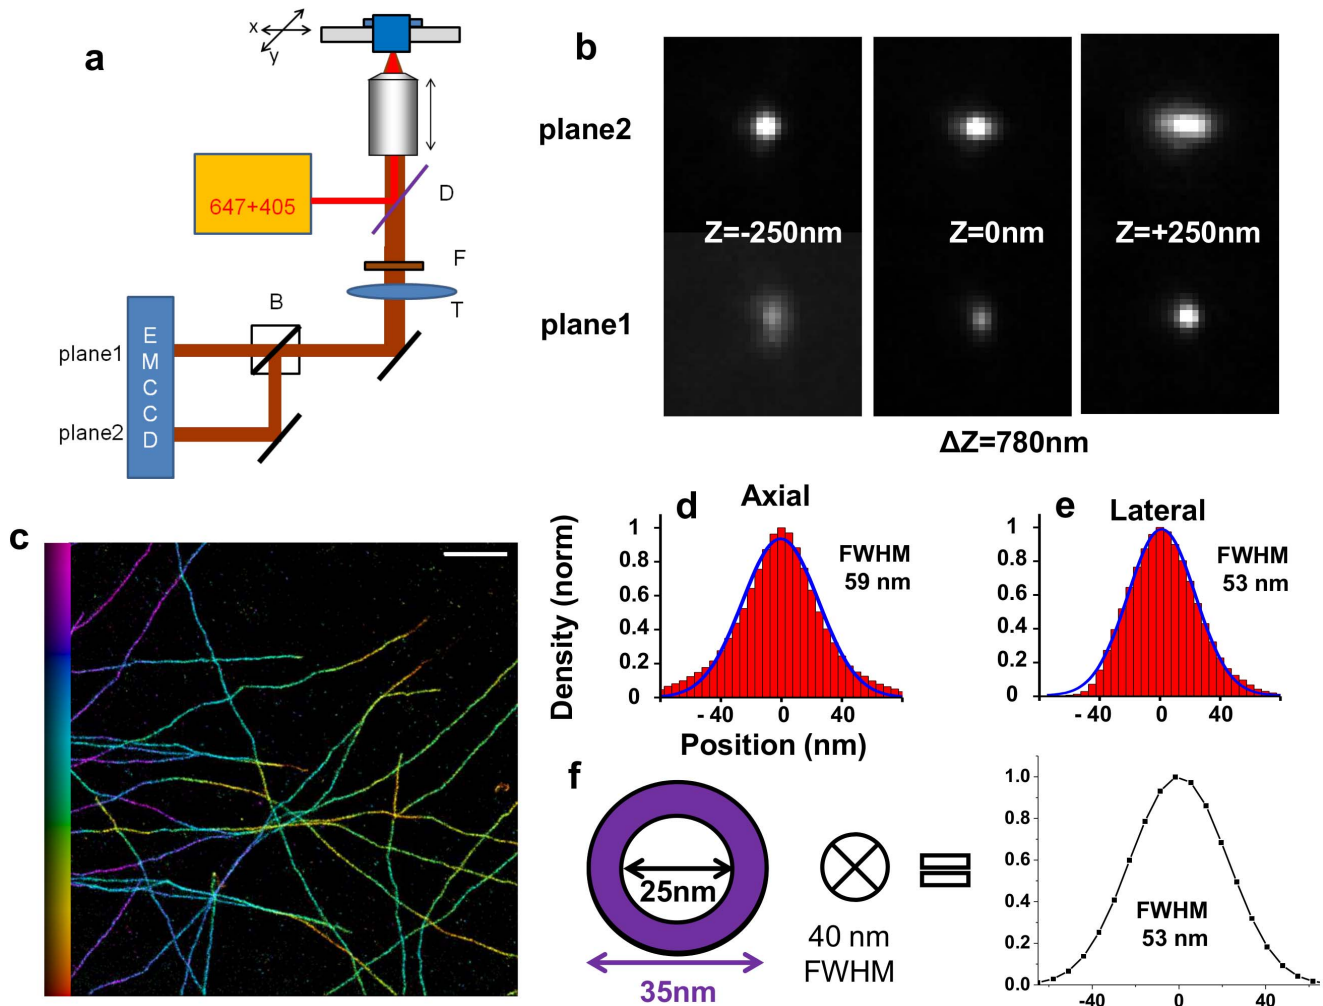 a
x
y
647+405
D
F
T
B
plane1
plane2
E
M
C
C
D
b
plane2
Z=-250nm
Z=0nm
Z=+250nm
plane1
ΔZ=780nm
c
d
Axial
FWHM
59 nm
Density (norm)
1
0.8
0.6
0.4
0.2
0
-40
0
40
Position (nm)
e
Lateral
FWHM
53 nm
1
0.8
0.6
0.4
0.2
0
-40
0
40
f
25nm
35nm
40 nm
FWHM
1.0
0.8
0.6
0.4
0.2
0.0
FWHM
53 nm
-40
0
40